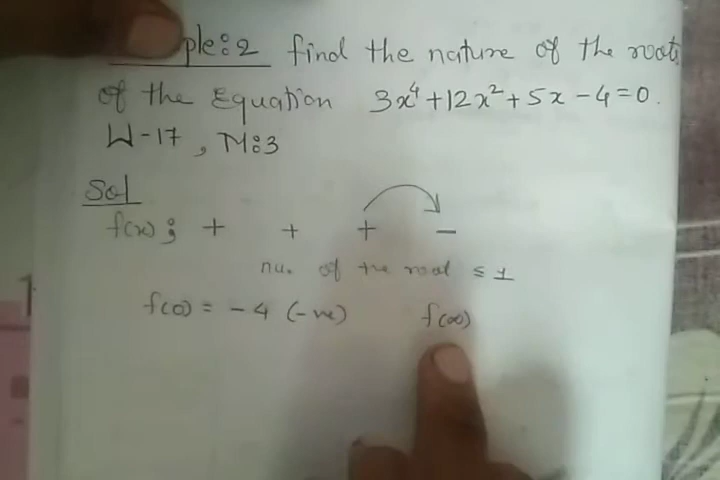 ple:2 find the nature of the roots
of the Equation 3x⁴+12x²+5x-4=0.
W-17, M:3
Sol
f(x); + + + -
nu. of the root ≤ 1
f(0) = -4 (-ve) f(∞)